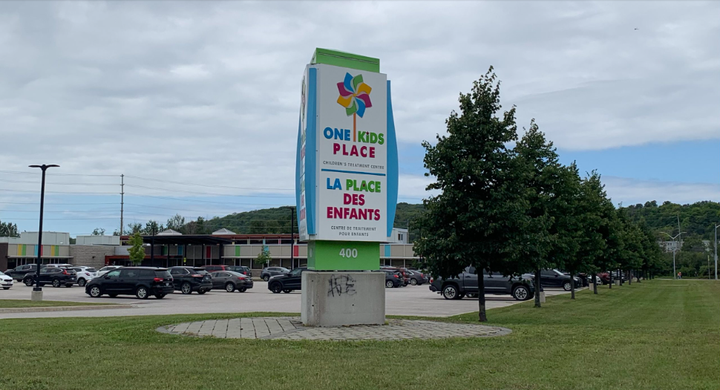 ONE KiDS
PLACE
CHILDREN'S TREATMENT CENTRE
LA PLACE
DES
ENFANTS
CENTRE DE TRAITEMENT
POUR ENFANTS
400